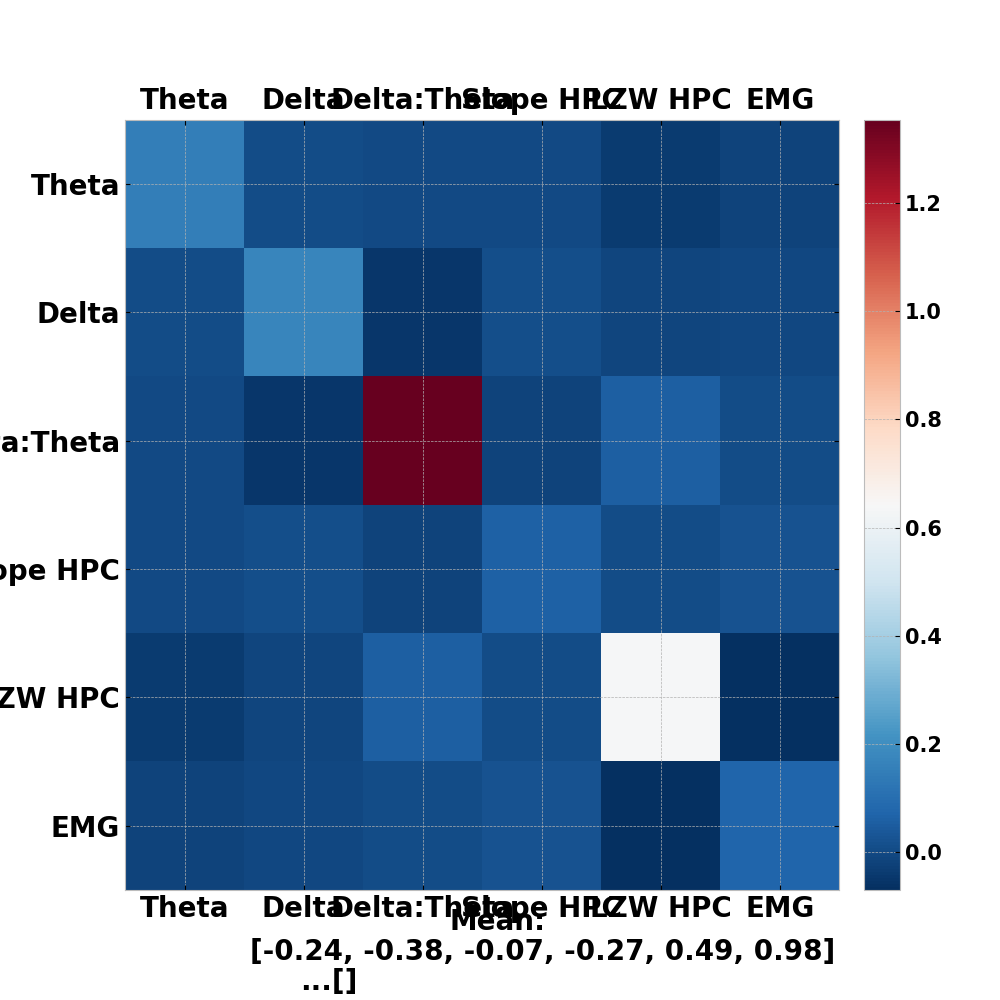 Theta Delta Delta:Theta Slope HPC LZW HPC EMG
Theta
Delta
a:Theta
ope HPC
ZW HPC
EMG
1.2
1.0
0.8
0.6
0.4
0.2
0.0
Theta Delta Delta:Theta Slope HPC LZW HPC EMG
Mean:
[-0.24, -0.38, -0.07, -0.27, 0.49, 0.98]
...[]